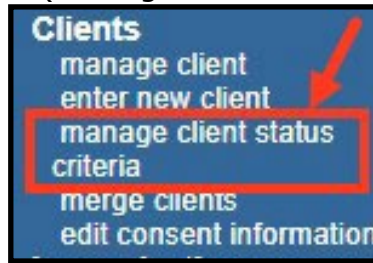 Clients
manage client
enter new client
manage client status
criteria
merge clients
edit consent information